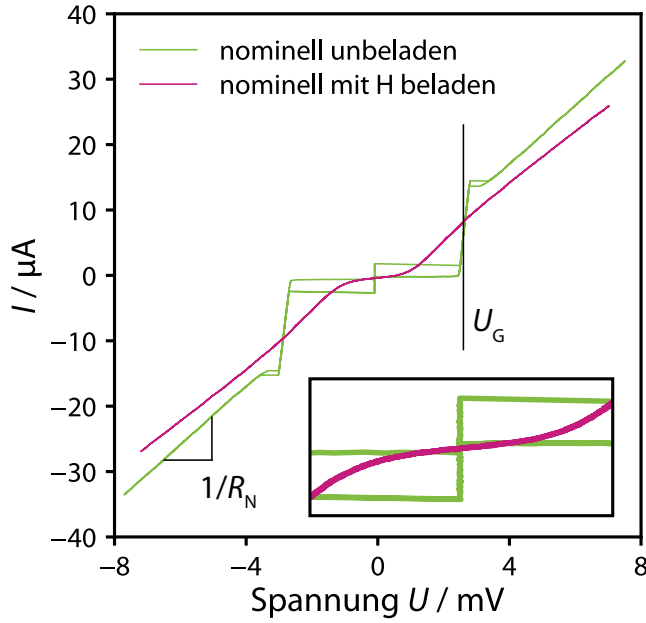 40
30
20
10
0
−10
−20
−30
−40
I / µA
nominell unbeladen
nominell mit H beladen
U_G
1/R_N
−8
−4
0
4
8
Spannung U / mV